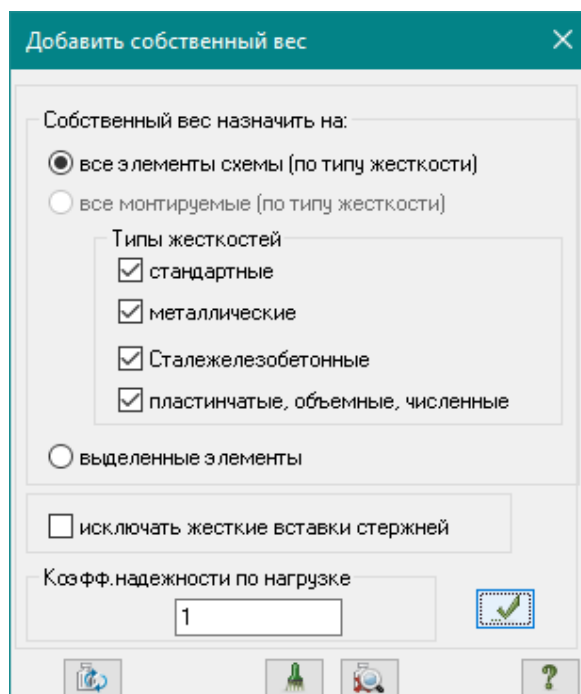 Добавить собственный вес
Собственный вес назначить на:
все элементы схемы (по типу жесткости)
все монтируемые (по типу жесткости)
Типы жесткостей
стандартные
металлические
Сталежелезобетонные
пластинчатые, объемные, численные
выделенные элементы
исключать жесткие вставки стержней
Коэфф.надежности по нагрузке
1
?